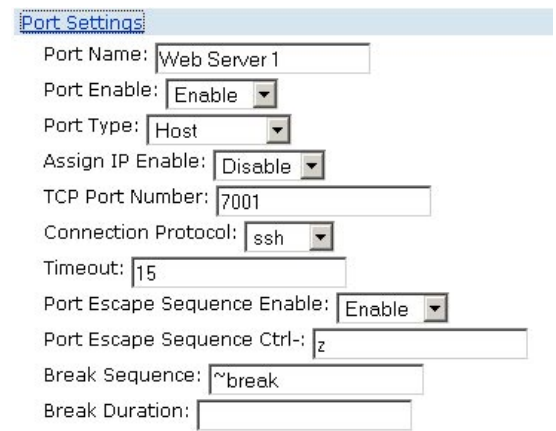 Port Settings
Port Name: Web Server 1
Port Enable: Enable
Port Type: Host
Assign IP Enable: Disable
TCP Port Number: 7001
Connection Protocol: ssh
Timeout: 15
Port Escape Sequence Enable: Enable
Port Escape Sequence Ctrl-: z
Break Sequence: ~break
Break Duration: